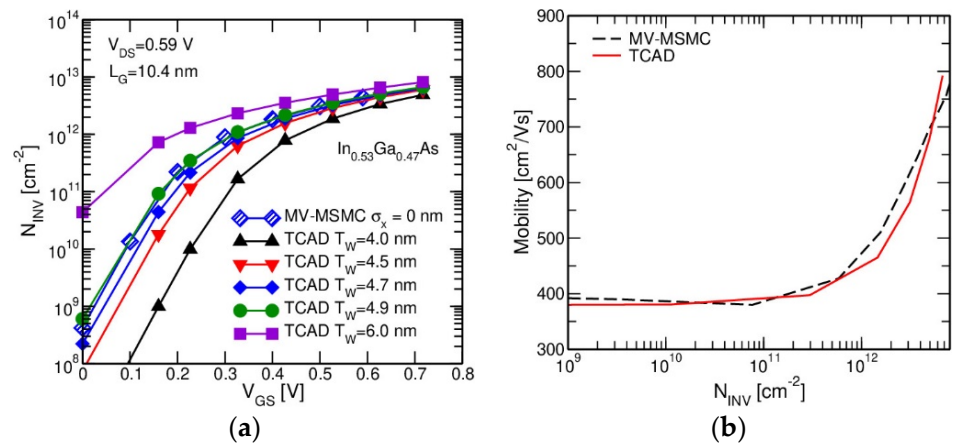 (a)
N_INV [cm^-2]
10^14
10^13
10^12
10^11
10^10
10^9
10^8
V_DS=0.59 V
L_G=10.4 nm
In_0.53Ga_0.47As
MV-MSMC σ_x = 0 nm
TCAD T_W=4.0 nm
TCAD T_W=4.5 nm
TCAD T_W=4.7 nm
TCAD T_W=4.9 nm
TCAD T_W=6.0 nm
0 0.1 0.2 0.3 0.4 0.5 0.6 0.7 0.8
V_GS [V]
(b)
Mobility [cm^2/Vs]
900
800
700
600
500
400
300
MV-MSMC
TCAD
10^9 10^10 10^11 10^12
N_INV [cm^-2]